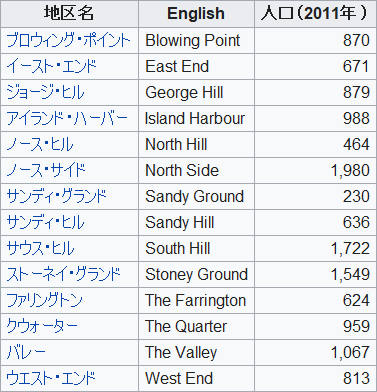 地区名 English 人口（2011年）
ブロウィング・ポイント Blowing Point 870
イースト・エンド East End 671
ジョージ・ヒル George Hill 879
アイランド・ハーバー Island Harbour 988
ノース・ヒル North Hill 464
ノース・サイド North Side 1,980
サンディ・グランド Sandy Ground 230
サンディ・ヒル Sandy Hill 636
サウス・ヒル South Hill 1,722
ストーネイ・グランド Stoney Ground 1,549
ファリングトン The Farrington 624
クウォーター The Quarter 959
バレー The Valley 1,067
ウエスト・エンド West End 813